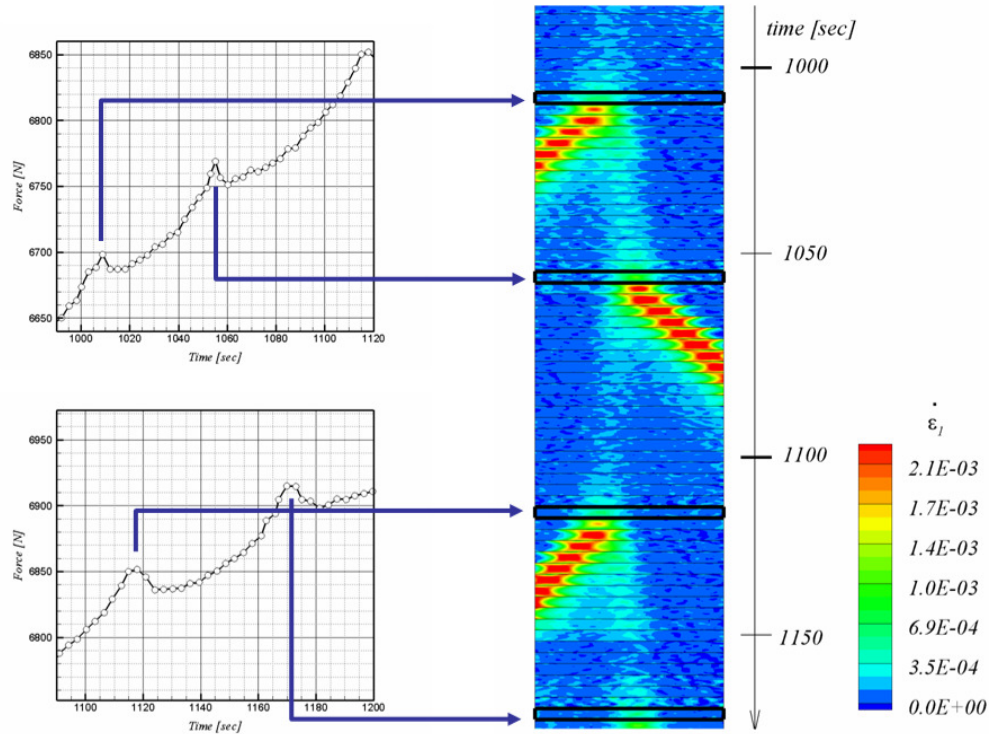 6850
6800
6750
6700
6650
Force [N]
1000
1020
1040
1060
1080
1100
1120
Time [sec]
6950
6900
6850
6800
Force [N]
1100
1120
1140
1160
1180
1200
Time [sec]
time [sec]
1000
1050
1100
1150
ε̇₁
2.1E-03
1.7E-03
1.4E-03
1.0E-03
6.9E-04
3.5E-04
0.0E+00